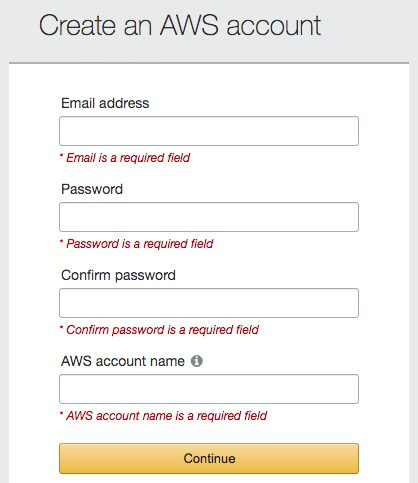 Create an AWS account
Email address
* Email is a required field
Password
* Password is a required field
Confirm password
* Confirm password is a required field
AWS account name
* AWS account name is a required field
Continue